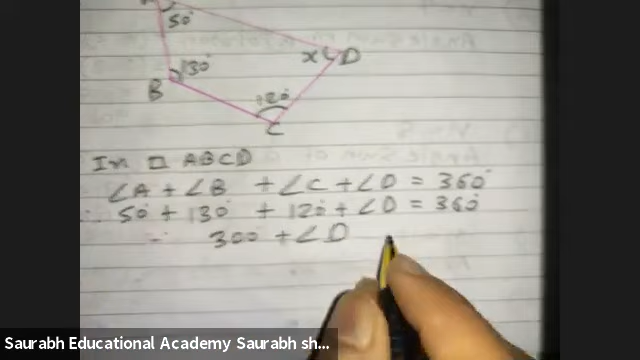 50°
x D
B 130°
120°
C
In □ ABCD
∠A + ∠B + ∠C + ∠D = 360°
∴ 50° + 130° + 120° + ∠D = 360°
∴ 300° + ∠D
Saurabh Educational Academy Saurabh sh...